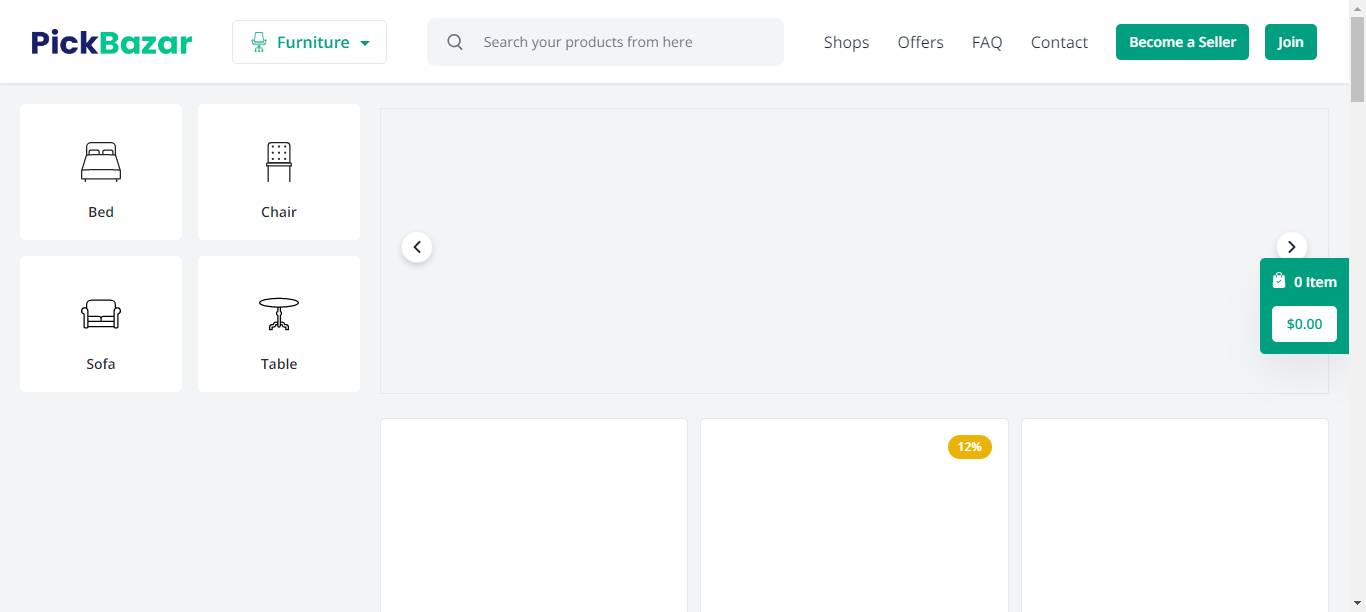 PickBazar
Furniture
Search your products from here
Shops
Offers
FAQ
Contact
Become a Seller
Join
Bed
Chair
Sofa
Table
0 Item
$0.00
12%